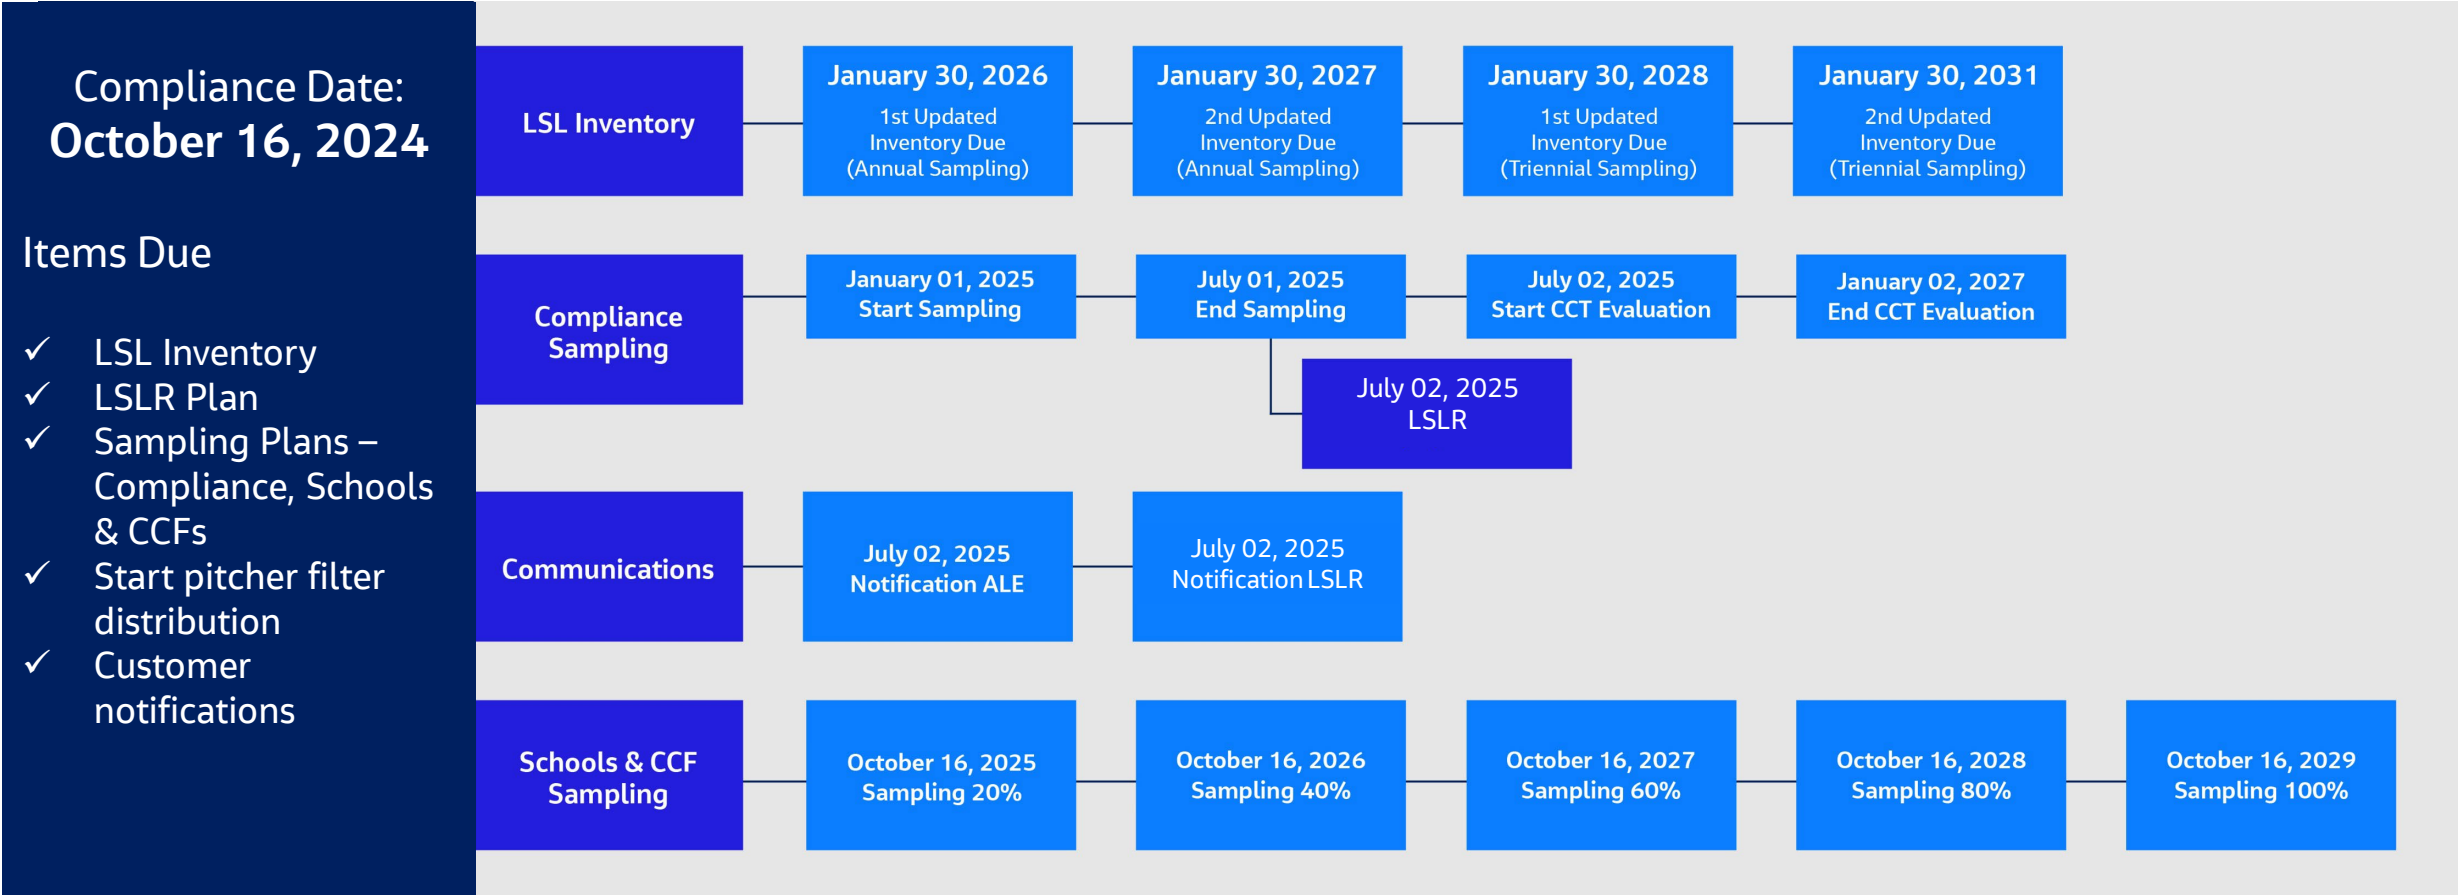 Compliance Date:
October 16, 2024
Items Due
✓ LSL Inventory
✓ LSLR Plan
✓ Sampling Plans –
Compliance, Schools
& CCFs
✓ Start pitcher filter
distribution
✓ Customer
notifications
LSL Inventory
January 30, 2026
1st Updated
Inventory Due
(Annual Sampling)
January 30, 2027
2nd Updated
Inventory Due
(Annual Sampling)
January 30, 2028
1st Updated
Inventory Due
(Triennial Sampling)
January 30, 2031
2nd Updated
Inventory Due
(Triennial Sampling)
Compliance
Sampling
January 01, 2025
Start Sampling
July 01, 2025
End Sampling
July 02, 2025
Start CCT Evaluation
January 02, 2027
End CCT Evaluation
July 02, 2025
LSLR
Communications
July 02, 2025
Notification ALE
July 02, 2025
Notification LSLR
Schools & CCF
Sampling
October 16, 2025
Sampling 20%
October 16, 2026
Sampling 40%
October 16, 2027
Sampling 60%
October 16, 2028
Sampling 80%
October 16, 2029
Sampling 100%